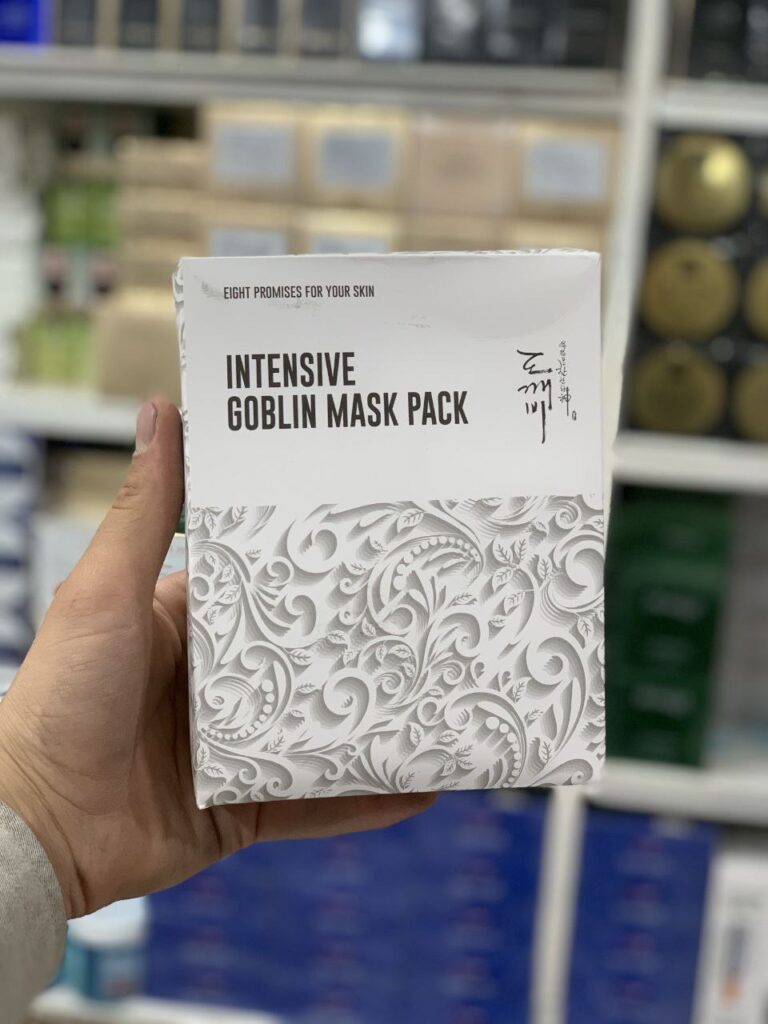 EIGHT PROMISES FOR YOUR SKIN
INTENSIVE
GOBLIN MASK PACK
도깨비